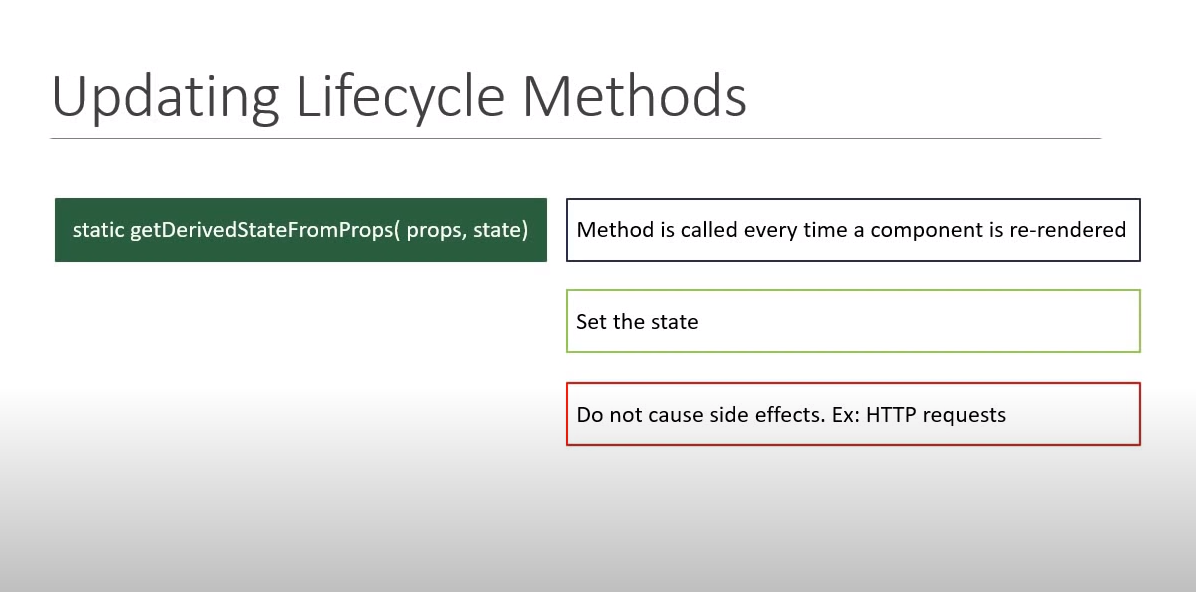 Updating Lifecycle Methods
static getDerivedStateFromProps( props, state)
Method is called every time a component is re-rendered
Set the state
Do not cause side effects. Ex: HTTP requests